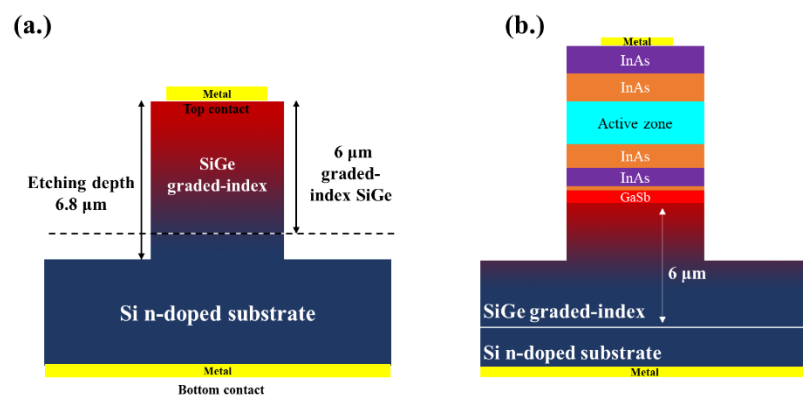 (a.)
Metal
Top contact
SiGe
graded-index
6 μm
graded-
index SiGe
Etching depth
6.8 μm
Si n-doped substrate
Metal
Bottom contact
(b.)
Metal
InAs
InAs
Active zone
InAs
InAs
GaSb
6 μm
SiGe graded-index
Si n-doped substrate
Metal